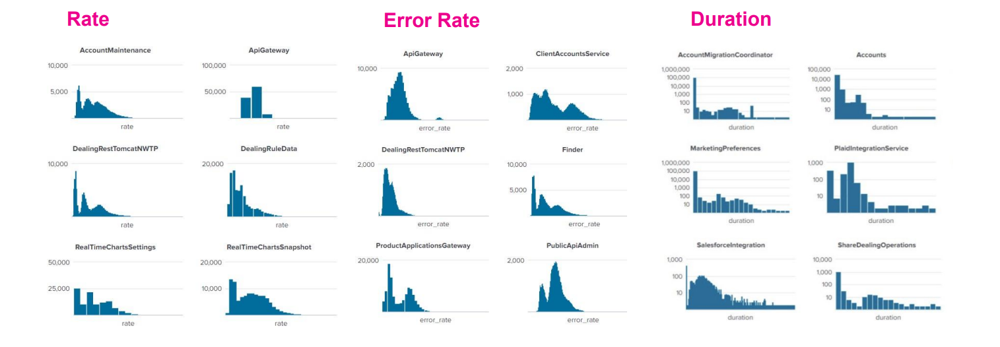 Rate
Error Rate
Duration
AccountMaintenance
10,000
5,000
rate
ApiGateway
100,000
50,000
rate
DealingRestTomcatNWTP
10,000
rate
DealingRuleData
20,000
rate
RealTimeChartsSettings
50,000
25,000
rate
RealTimeChartsSnapshot
20,000
10,000
rate
ApiGateway
10,000
error_rate
ClientAccountsService
2,000
1,000
error_rate
DealingRestTomcatNWTP
2,000
error_rate
Finder
10,000
5,000
error_rate
ProductApplicationsGateway
20,000
error_rate
PublicApiAdmin
2,000
error_rate
AccountMigrationCoordinator
1,000,000
100,000
10,000
1,000
100
10
duration
Accounts
100,000
10,000
1,000
100
10
duration
MarketingPreferences
1,000,000
100,000
10,000
1,000
100
10
duration
PlaidIntegrationService
1,000
100
10
duration
SalesforceIntegration
1,000
100
10
duration
ShareDealingOperations
10,000
1,000
100
10
duration